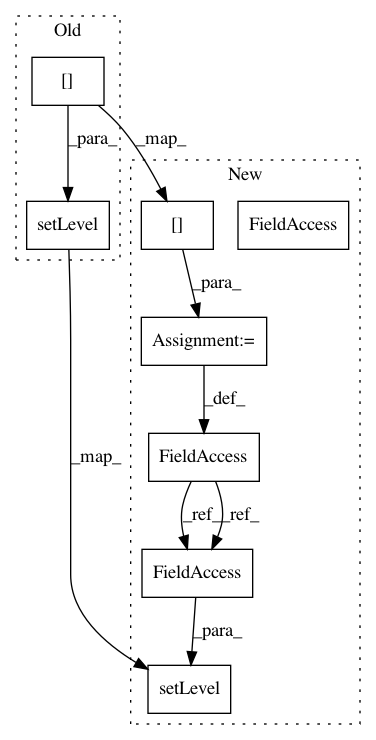 Old
[]
_para_
_map_
New
setLevel
[]
FieldAccess
_para_
Assignment:=
_def_
_map_
FieldAccess
_ref_
_ref_
FieldAccess
_para_
setLevel